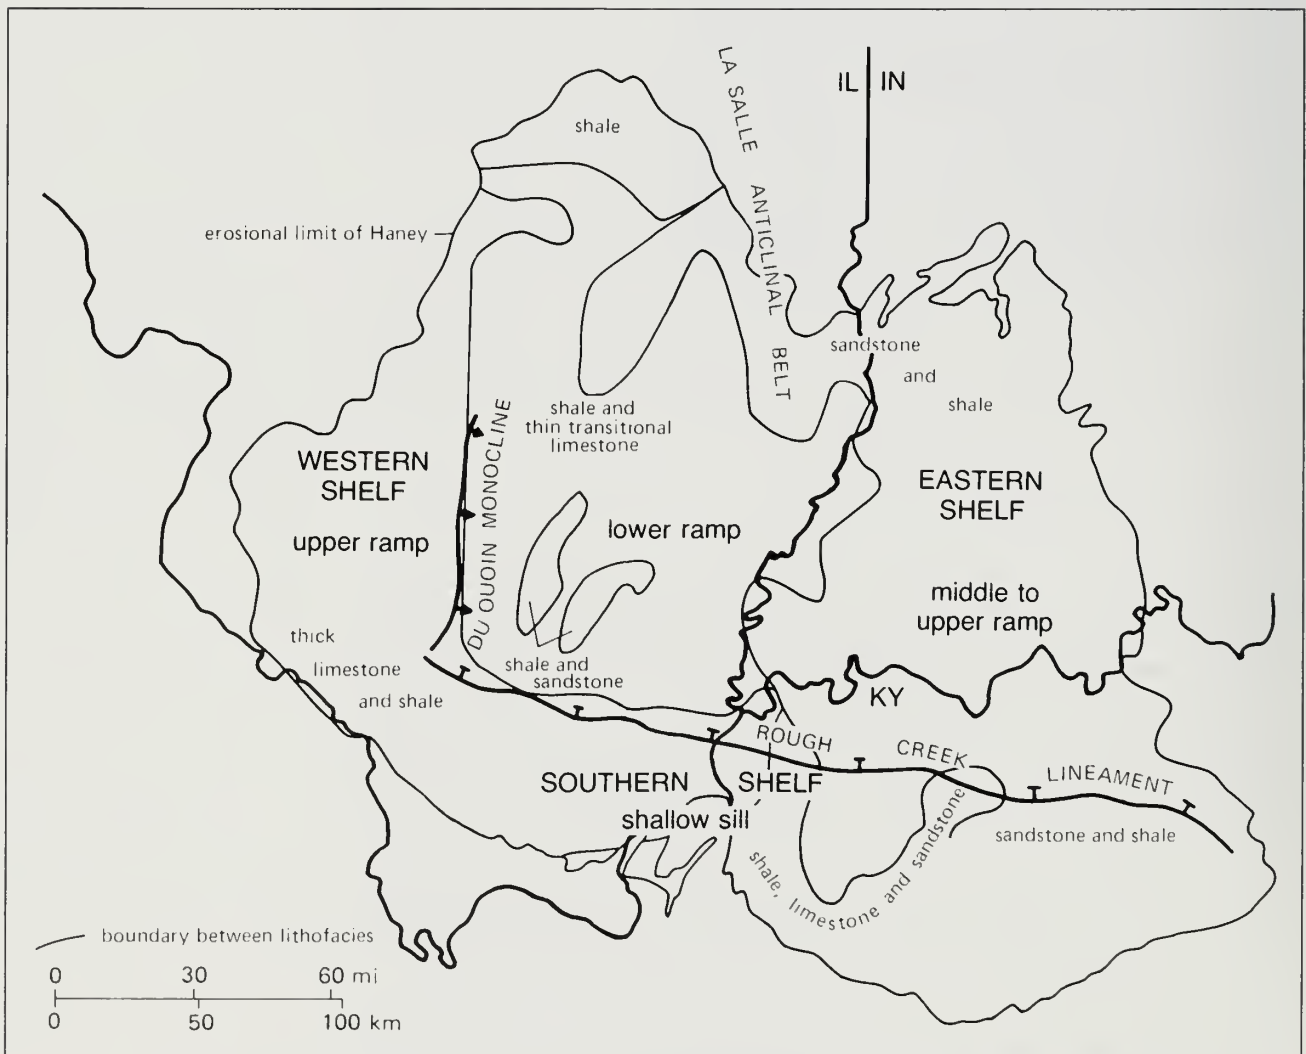 LA SALLE ANTICLINAL BELT
IL
IN
shale
erosional limit of Haney
sandstone
and
shale
shale and
thin transitional
limestone
WESTERN
SHELF
upper ramp
DU QUOIN MONOCLINE
lower ramp
EASTERN
SHELF
middle to
upper ramp
thick
limestone
and shale
shale and
sandstone
KY
ROUGH CREEK LINEAMENT
SOUTHERN SHELF
shallow sill
sandstone and shale
shale, limestone and sandstone
boundary between lithofacies
0 30 60 mi
0 50 100 km